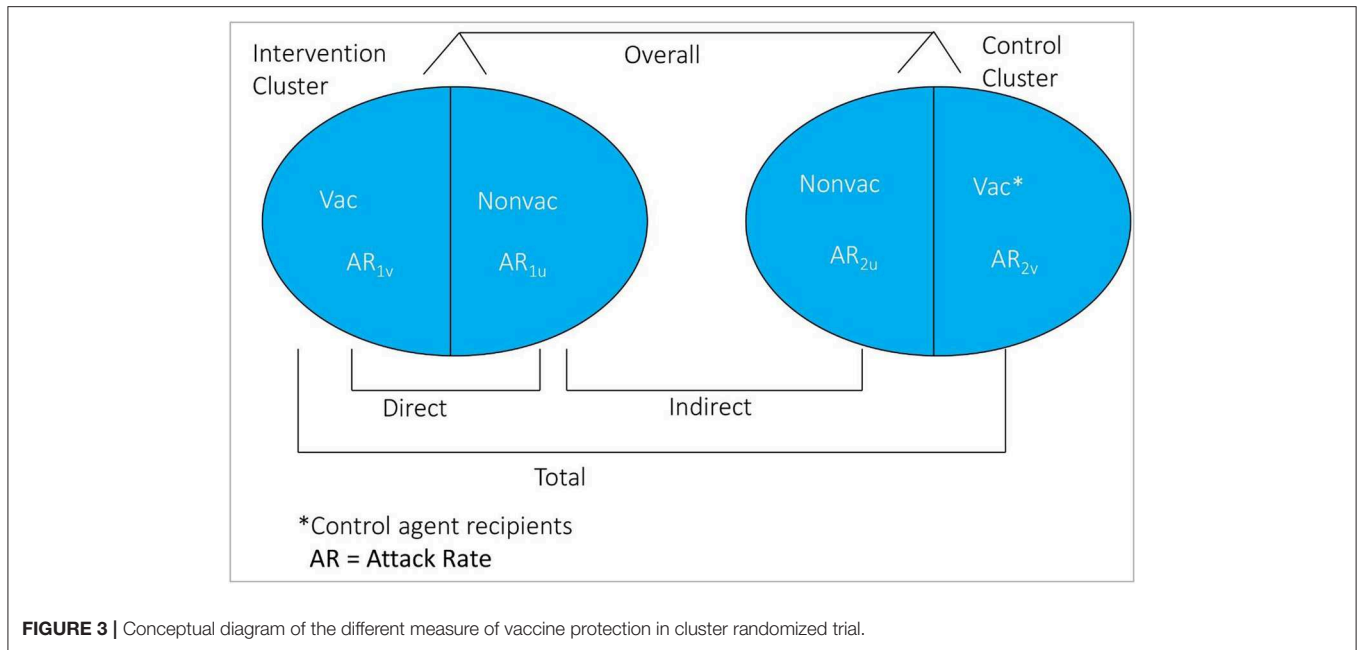 Intervention
Cluster
Overall
Control
Cluster
Vac
Nonvac
AR1v
AR1u
Nonvac
Vac*
AR2u
AR2v
Direct
Indirect
Total
*Control agent recipients
AR = Attack Rate
FIGURE 3 | Conceptual diagram of the different measure of vaccine protection in cluster randomized trial.